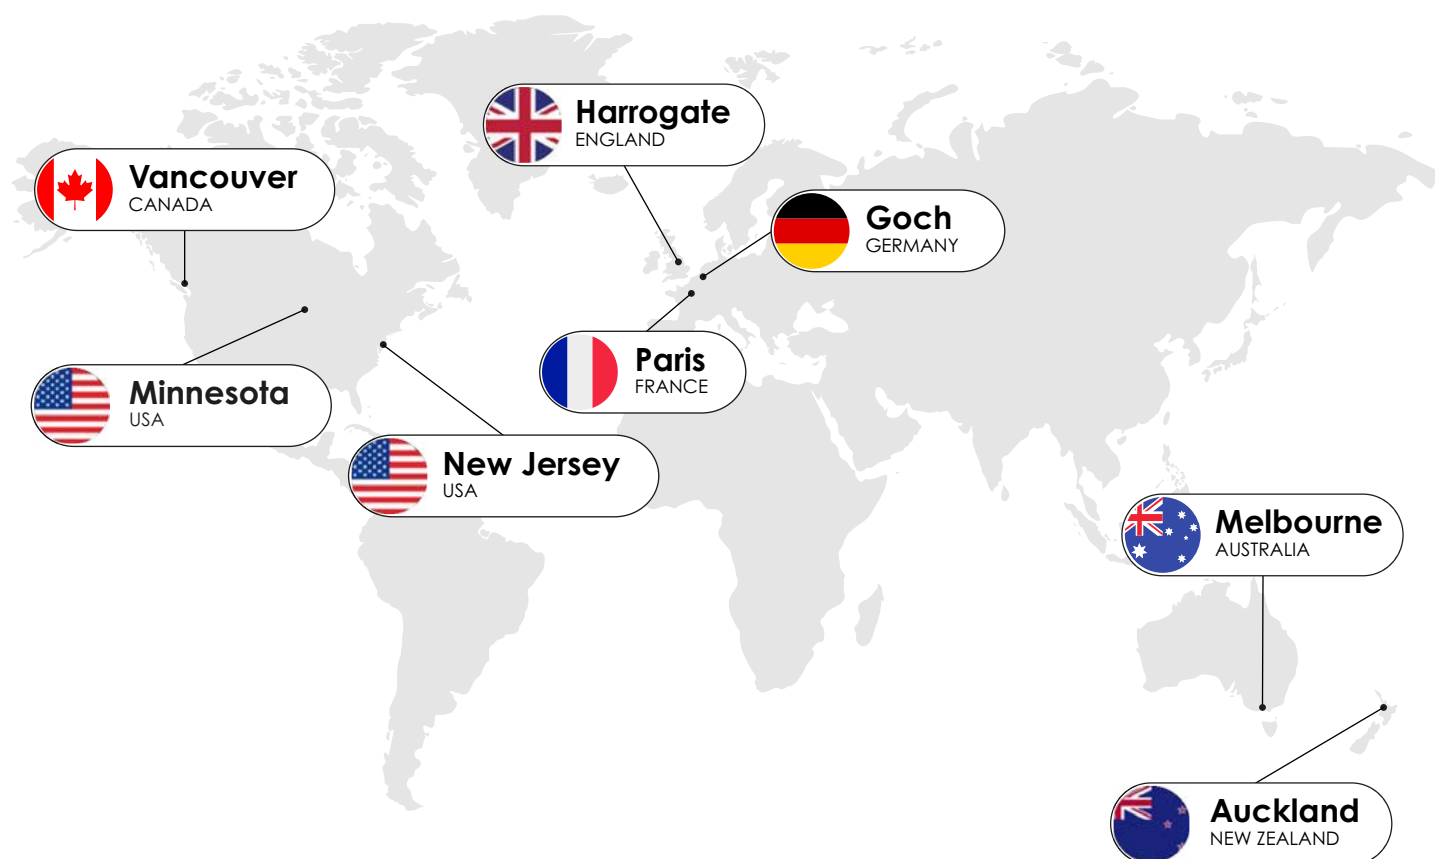 Harrogate
ENGLAND
Vancouver
CANADA
Goch
GERMANY
Paris
FRANCE
Minnesota
USA
New Jersey
USA
Melbourne
AUSTRALIA
Auckland
NEW ZEALAND